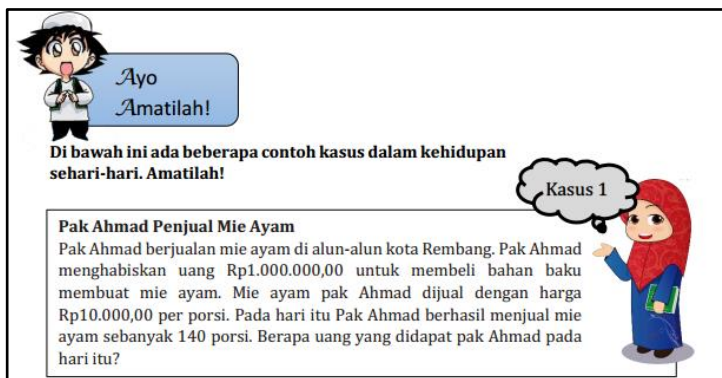 Ayo
Amatilah!
Di bawah ini ada beberapa contoh kasus dalam kehidupan
sehari-hari. Amatilah!
Kasus 1
Pak Ahmad Penjual Mie Ayam
Pak Ahmad berjualan mie ayam di alun-alun kota Rembang. Pak Ahmad
menghabiskan uang Rp1.000.000,00 untuk membeli bahan baku
membuat mie ayam. Mie ayam pak Ahmad dijual dengan harga
Rp10.000,00 per porsi. Pada hari itu Pak Ahmad berhasil menjual mie
ayam sebanyak 140 porsi. Berapa uang yang didapat pak Ahmad pada
hari itu?